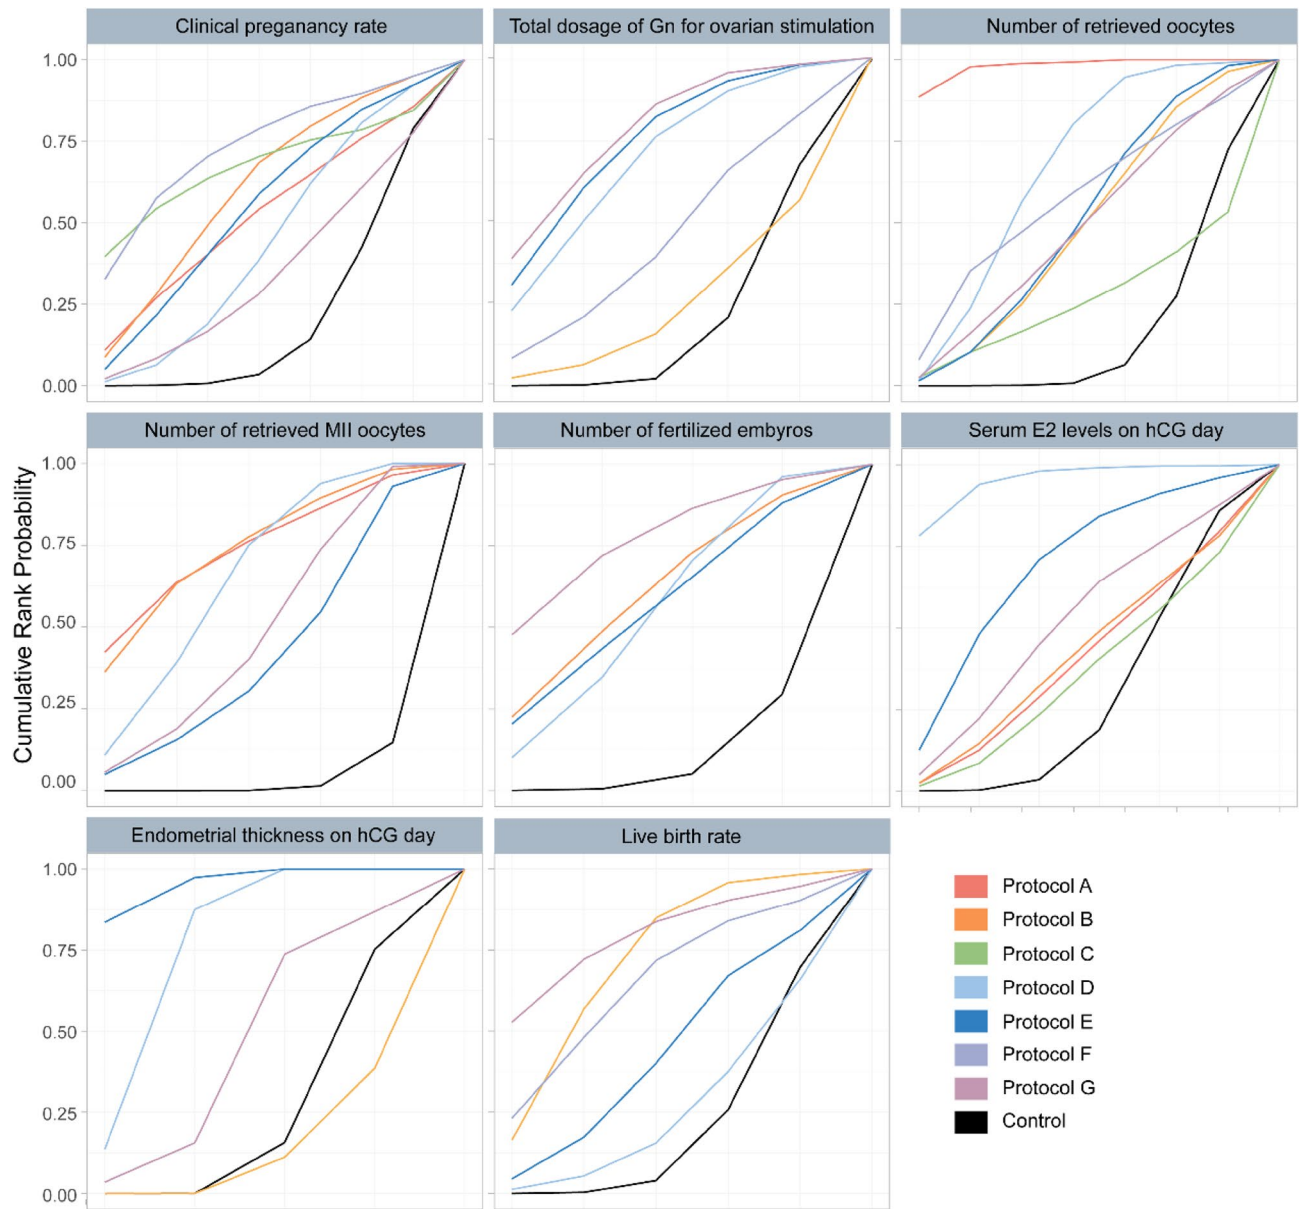 Clinical preganancy rate
Total dosage of Gn for ovarian stimulation
Number of retrieved oocytes
1.00
0.75
0.50
0.25
0.00
Number of retrieved MII oocytes
Number of fertilized embyros
Serum E2 levels on hCG day
Cumulative Rank Probability
1.00
0.75
0.50
0.25
0.00
Endometrial thickness on hCG day
Live birth rate
1.00
0.75
0.50
0.25
0.00
Protocol A
Protocol B
Protocol C
Protocol D
Protocol E
Protocol F
Protocol G
Control